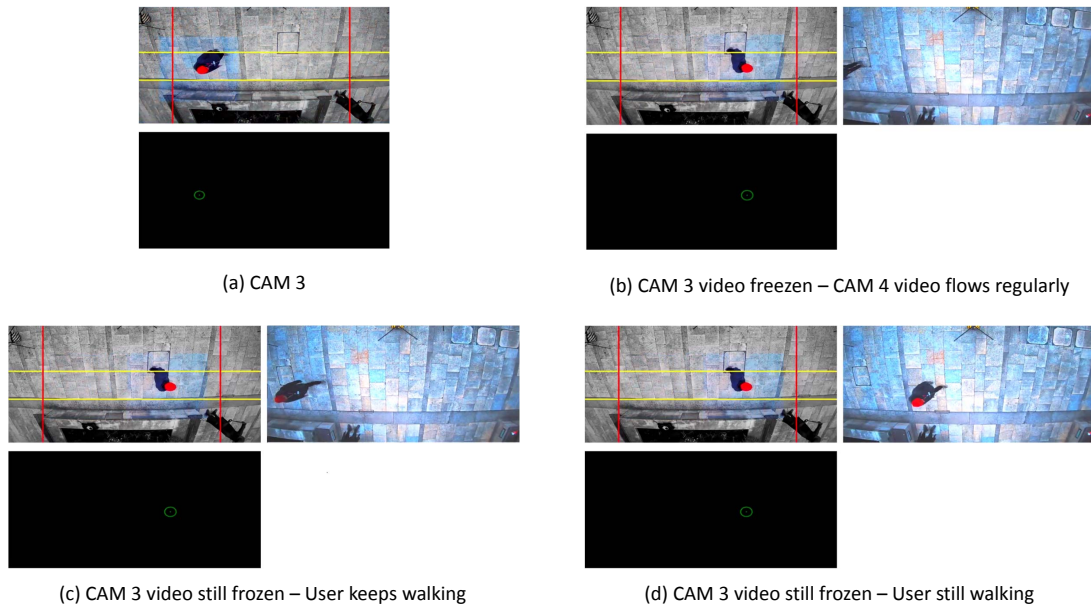 (a) CAM 3
(b) CAM 3 video freezen – CAM 4 video flows regularly
(c) CAM 3 video still frozen – User keeps walking
(d) CAM 3 video still frozen – User still walking